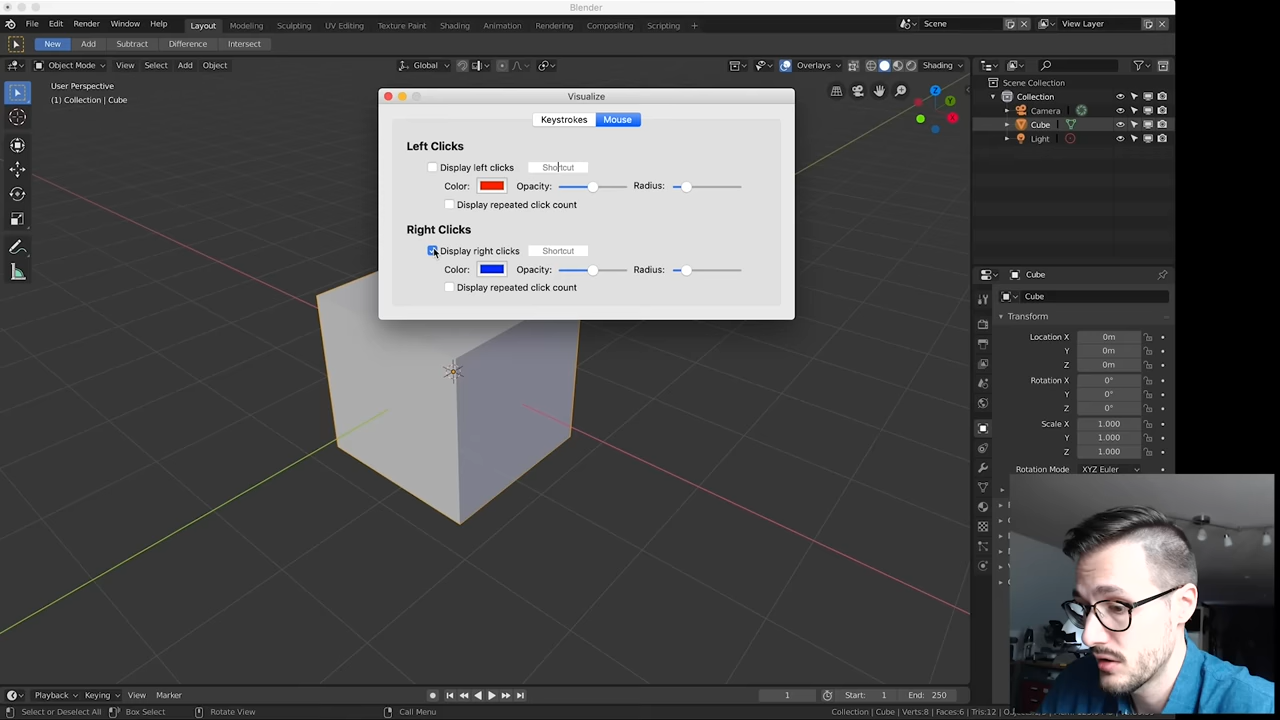 Blender
File Edit Render Window Help Layout Modeling Sculpting UV Editing Texture Paint Shading Animation Rendering Compositing Scripting + Scene View Layer
New Add Subtract Difference Intersect
Object Mode View Select Add Object Global Overlays Shading
User Perspective
(1) Collection | Cube
Z
Y
X
Scene Collection
Collection
Camera
Cube
Light
Visualize
Keystrokes Mouse
Left Clicks
Display left clicks Shortcut
Color: Opacity: Radius:
Display repeated click count
Right Clicks
Display right clicks Shortcut
Color: Opacity: Radius:
Display repeated click count
Cube
Cube
Transform
Location X 0m
Y 0m
Z 0m
Rotation X 0°
Y 0°
Z 0°
Scale X 1.000
Y 1.000
Z 1.000
Rotation Mode XYZ Euler
Playback Keying View Marker 1 Start: 1 End: 250
Select or Deselect All Box Select Rotate View Call Menu Collection | Cube | Verts:8 | Faces:6 | Tris:12 |